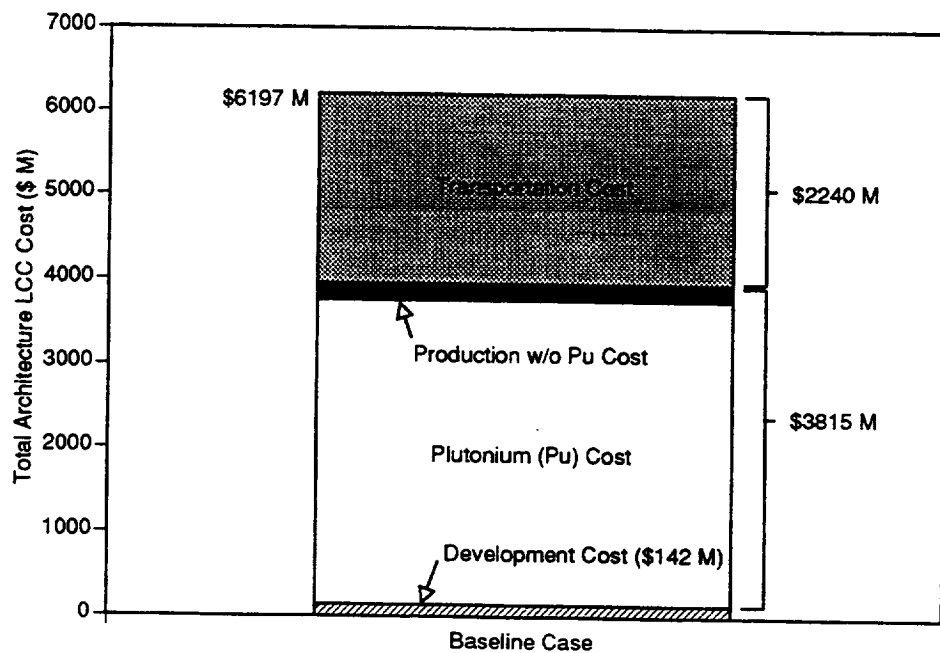 7000
6000
5000
4000
3000
2000
1000
0
Total Architecture LCC Cost ($ M)
$6197 M
Transportation Cost
$2240 M
Production w/o Pu Cost
$3815 M
Plutonium (Pu) Cost
Development Cost ($142 M)
Baseline Case